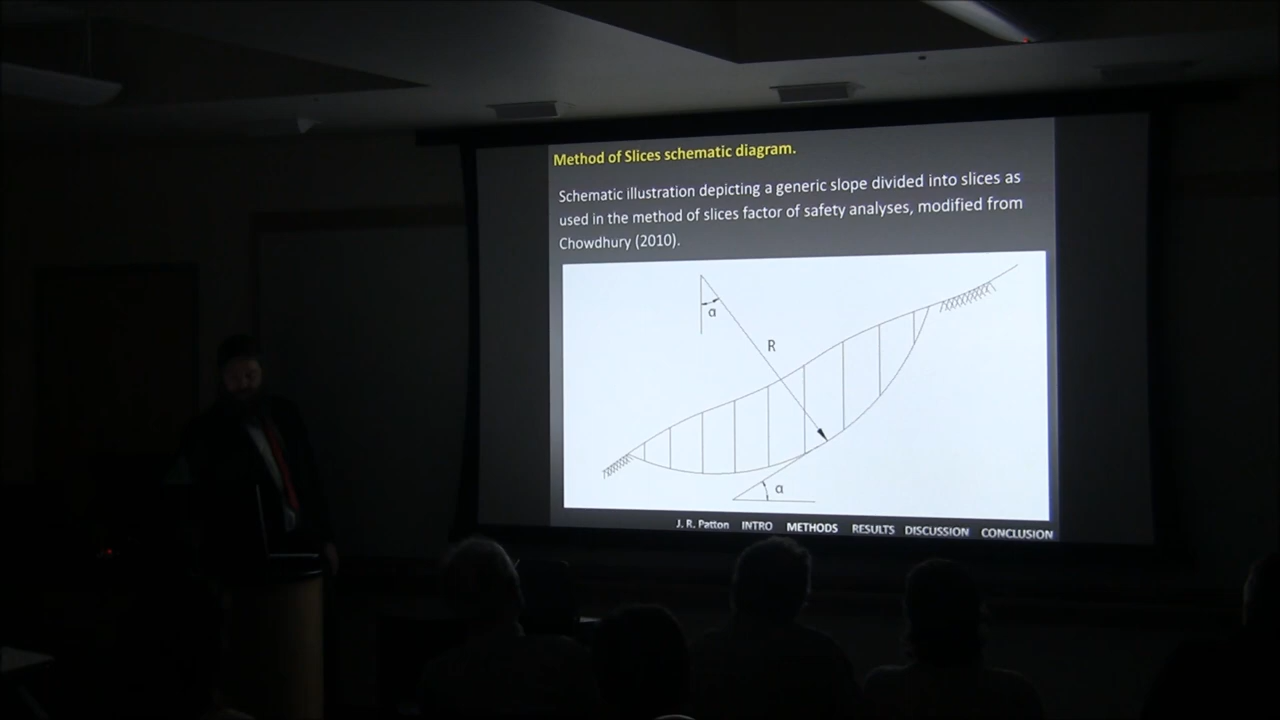 Method of Slices schematic diagram.
Schematic illustration depicting a generic slope divided into slices as
used in the method of slices factor of safety analyses, modified from
Chowdhury (2010).
α
R
α
J. R. Patton INTRO METHODS RESULTS DISCUSSION CONCLUSION